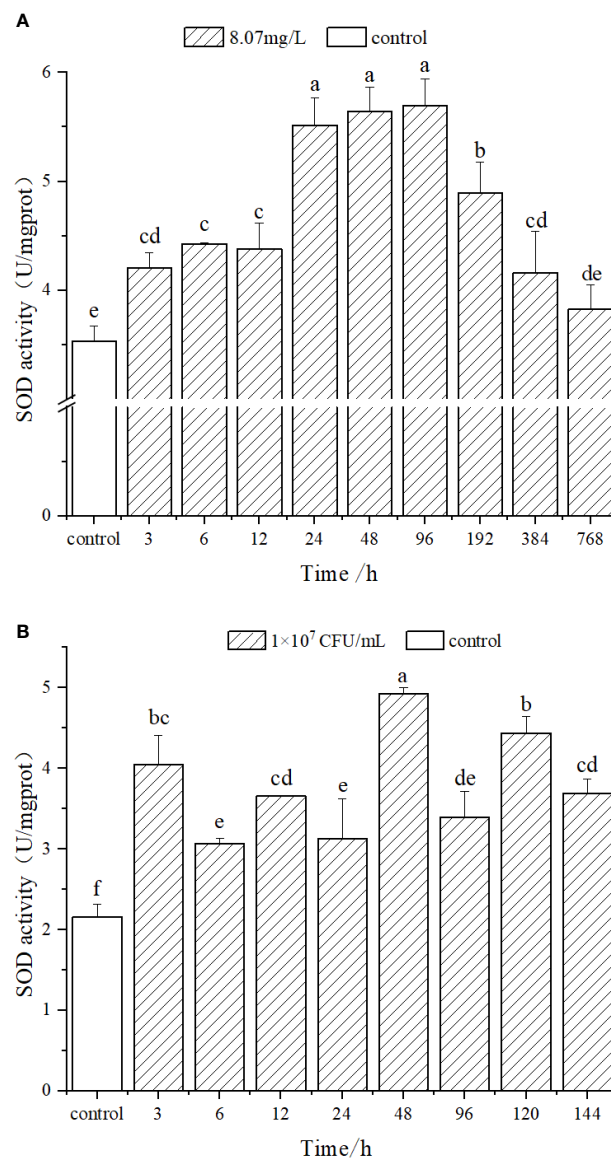 A
8.07mg/L control
SOD activity（U/mgprot）
6
5
4
0
e cd c c a a a b cd de
control 3 6 12 24 48 96 192 384 768
Time /h
B
1×10⁷ CFU/mL control
SOD activity（U/mgprot）
5
4
3
2
1
0
f bc e cd e a de b cd
control 3 6 12 24 48 96 120 144
Time/h